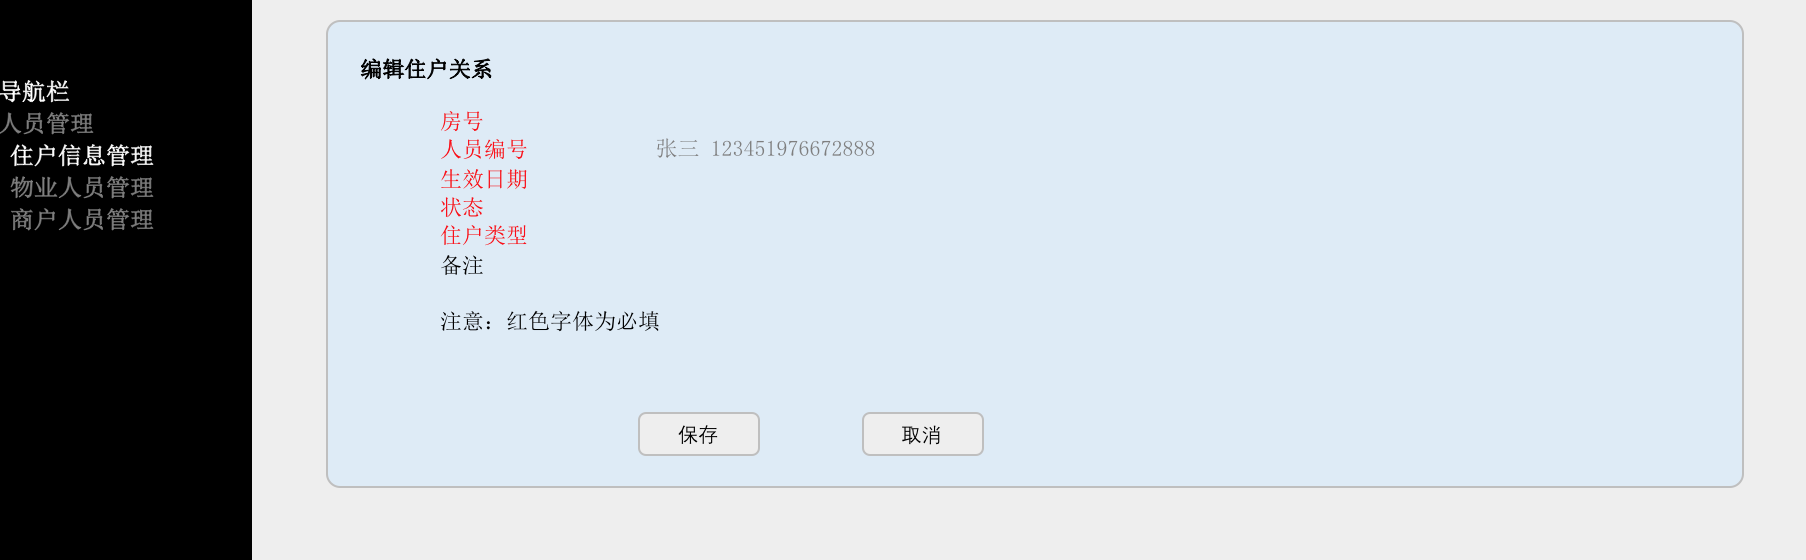 导航栏
人员管理
住户信息管理
物业人员管理
商户人员管理
编辑住户关系
房号
人员编号 张三 123451976672888
生效日期
状态
住户类型
备注
注意：红色字体为必填
保存 取消